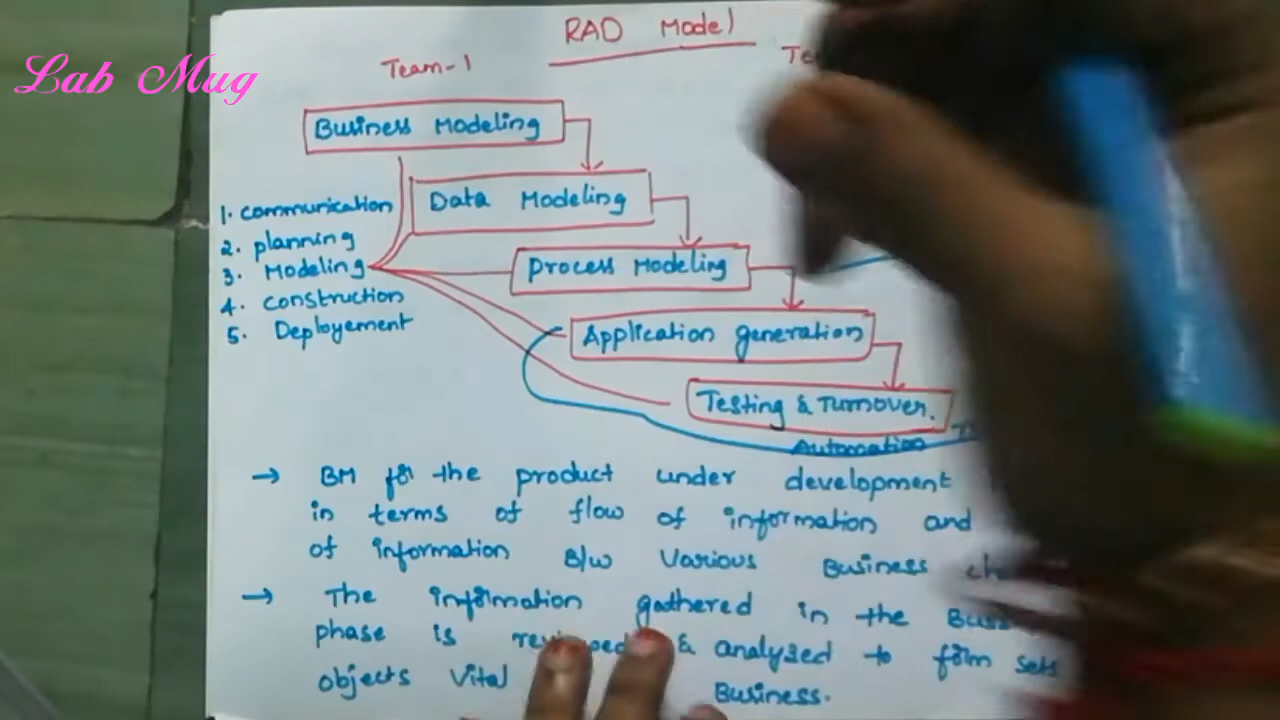 Lab Mug
RAD Model
Team-1
Business Modeling
Data Modeling
1. communication
2. planning
3. Modeling
4. construction
5. Deployement
process Modeling
Application generation
Testing & Turnover.
Automation
→ BM for the product under development
in terms of flow of information and
of information B/w various Business
→ The information gathered in the
phase is & analyzed to form sets
objects vital Business.